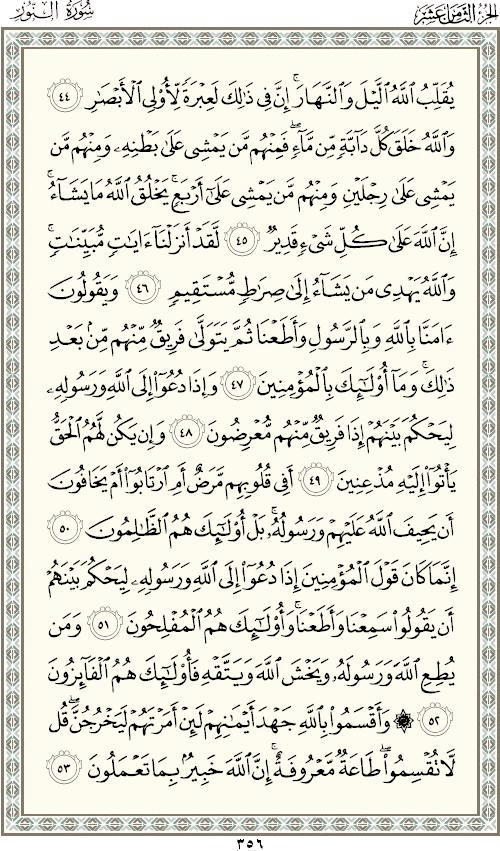 الجزء الثامن عشر
سورة النور
يُقَلِّبُ ٱللَّهُ ٱلَّيۡلَ وَٱلنَّهَارَۚ إِنَّ فِي ذَٰلِكَ لَعِبۡرَةٗ لِّأُوْلِي ٱلۡأَبۡصَٰرِ ٤٤
وَٱللَّهُ خَلَقَ كُلَّ دَآبَّةٖ مِّن مَّآءٖۖ فَمِنۡهُم مَّن يَمۡشِي عَلَىٰ بَطۡنِهِۦ وَمِنۡهُم مَّن
يَمۡشِي عَلَىٰ رِجۡلَيۡنِ وَمِنۡهُم مَّن يَمۡشِي عَلَىٰٓ أَرۡبَعٖۚ يَخۡلُقُ ٱللَّهُ مَا يَشَآءُۚ
إِنَّ ٱللَّهَ عَلَىٰ كُلِّ شَيۡءٖ قَدِيرٞ ٤٥ لَّقَدۡ أَنزَلۡنَآ ءَايَٰتٖ مُّبَيِّنَٰتٖۚ
وَٱللَّهُ يَهۡدِي مَن يَشَآءُ إِلَىٰ صِرَٰطٖ مُّسۡتَقِيمٖ ٤٦ وَيَقُولُونَ
ءَامَنَّا بِٱللَّهِ وَبِٱلرَّسُولِ وَأَطَعۡنَا ثُمَّ يَتَوَلَّىٰ فَرِيقٞ مِّنۡهُم مِّنۢ بَعۡدِ
ذَٰلِكَۚ وَمَآ أُوْلَٰٓئِكَ بِٱلۡمُؤۡمِنِينَ ٤٧ وَإِذَا دُعُوٓاْ إِلَى ٱللَّهِ وَرَسُولِهِۦ
لِيَحۡكُمَ بَيۡنَهُمۡ إِذَا فَرِيقٞ مِّنۡهُم مُّعۡرِضُونَ ٤٨ وَإِن يَكُن لَّهُمُ ٱلۡحَقُّ
يَأۡتُوٓاْ إِلَيۡهِ مُذۡعِنِينَ ٤٩ أَفِي قُلُوبِهِم مَّرَضٌ أَمِ ٱرۡتَابُوٓاْ أَمۡ يَخَافُونَ
أَن يَحِيفَ ٱللَّهُ عَلَيۡهِمۡ وَرَسُولُهُۥۚ بَلۡ أُوْلَٰٓئِكَ هُمُ ٱلظَّٰلِمُونَ ٥٠
إِنَّمَا كَانَ قَوۡلَ ٱلۡمُؤۡمِنِينَ إِذَا دُعُوٓاْ إِلَى ٱللَّهِ وَرَسُولِهِۦ لِيَحۡكُمَ بَيۡنَهُمۡ
أَن يَقُولُواْ سَمِعۡنَا وَأَطَعۡنَاۚ وَأُوْلَٰٓئِكَ هُمُ ٱلۡمُفۡلِحُونَ ٥١ وَمَن
يُطِعِ ٱللَّهَ وَرَسُولَهُۥ وَيَخۡشَ ٱللَّهَ وَيَتَّقۡهِ فَأُوْلَٰٓئِكَ هُمُ ٱلۡفَآئِزُونَ
٥٢ ۞ وَأَقۡسَمُواْ بِٱللَّهِ جَهۡدَ أَيۡمَٰنِهِمۡ لَئِنۡ أَمَرۡتَهُمۡ لَيَخۡرُجُنَّۖ قُل
لَّا تُقۡسِمُواْۖ طَاعَةٞ مَّعۡرُوفَةٌۚ إِنَّ ٱللَّهَ خَبِيرُۢ بِمَا تَعۡمَلُونَ ٥٣
٣٥٦